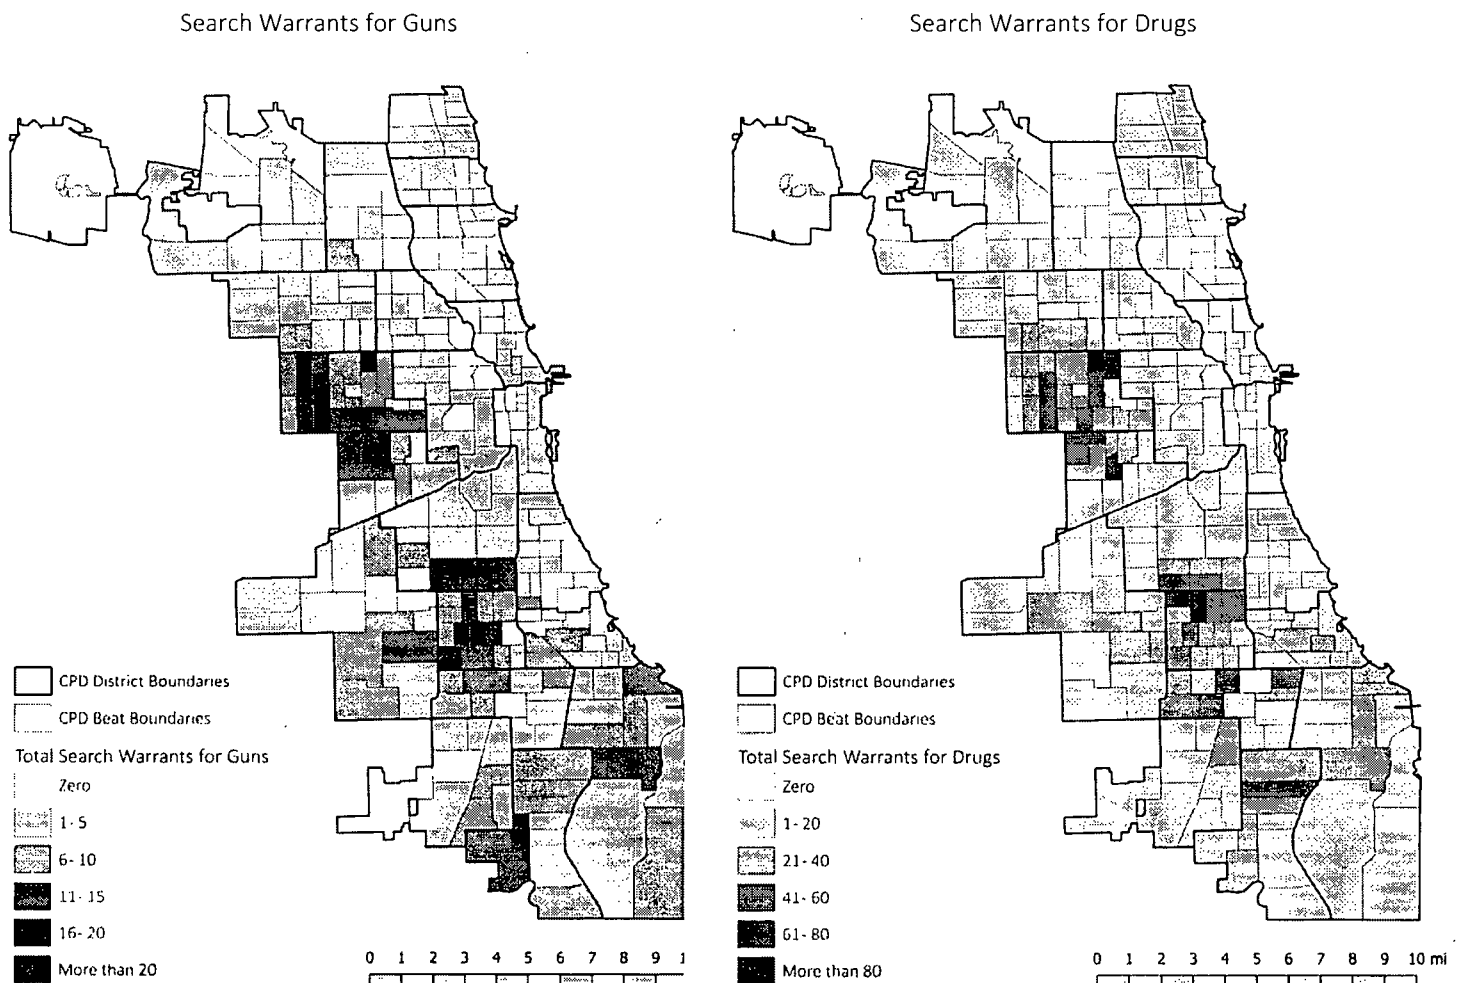 Search Warrants for Guns
Search Warrants for Drugs
CPD District Boundaries
CPD Beat Boundaries
Total Search Warrants for Guns
Zero
1-5
6-10
11-15
16-20
More than 20
0 1 2 3 4 5 6 7 8 9 1
CPD District Boundaries
CPD Beat Boundaries
Total Search Warrants for Drugs
Zero
1-20
21-40
41-60
61-80
More than 80
0 1 2 3 4 5 6 7 8 9 10 mi